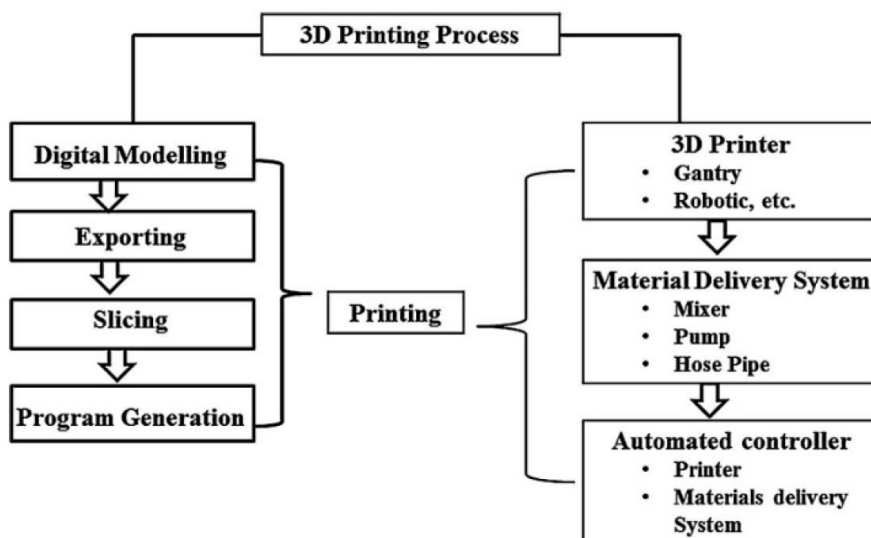 3D Printing Process
Digital Modelling
Exporting
Slicing
Program Generation
Printing
3D Printer
• Gantry
• Robotic, etc.
Material Delivery System
• Mixer
• Pump
• Hose Pipe
Automated controller
• Printer
• Materials delivery
System